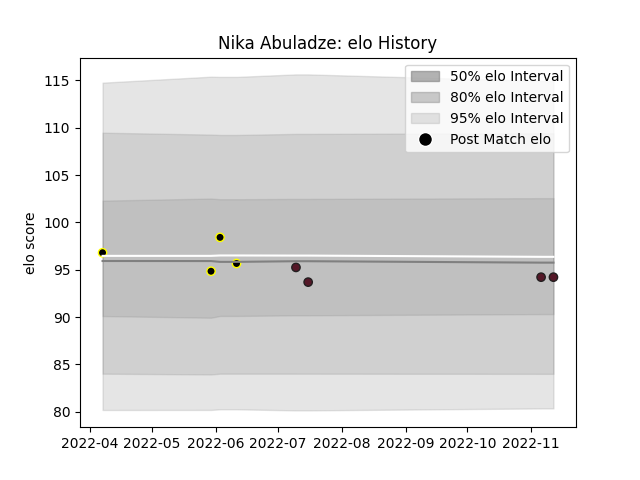 Nika Abuladze: elo History
50% elo Interval
80% elo Interval
95% elo Interval
Post Match elo
elo score
115
110
105
100
95
90
85
80
2022-04 2022-05 2022-06 2022-07 2022-08 2022-09 2022-10 2022-11